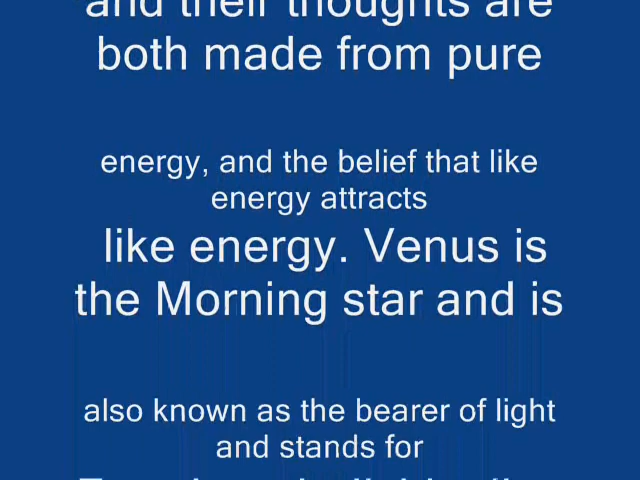 and their thoughts are
both made from pure
energy, and the belief that like
energy attracts
like energy. Venus is
the Morning star and is
also known as the bearer of light
and stands for